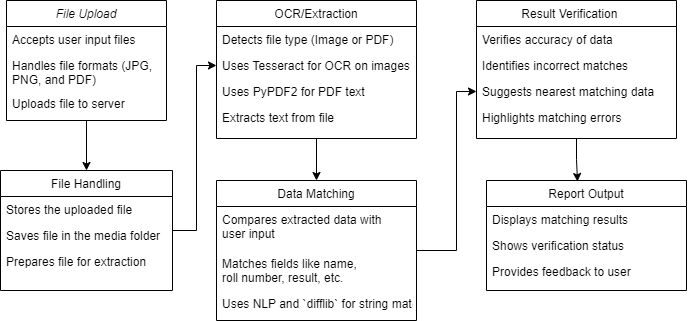 File Upload
Accepts user input files
Handles file formats (JPG,
PNG, and PDF)
Uploads file to server
File Handling
Stores the uploaded file
Saves file in the media folder
Prepares file for extraction
OCR/Extraction
Detects file type (Image or PDF)
Uses Tesseract for OCR on images
Uses PyPDF2 for PDF text
Extracts text from file
Data Matching
Compares extracted data with
user input
Matches fields like name,
roll number, result, etc.
Uses NLP and `difflib` for string mat
Result Verification
Verifies accuracy of data
Identifies incorrect matches
Suggests nearest matching data
Highlights matching errors
Report Output
Displays matching results
Shows verification status
Provides feedback to user